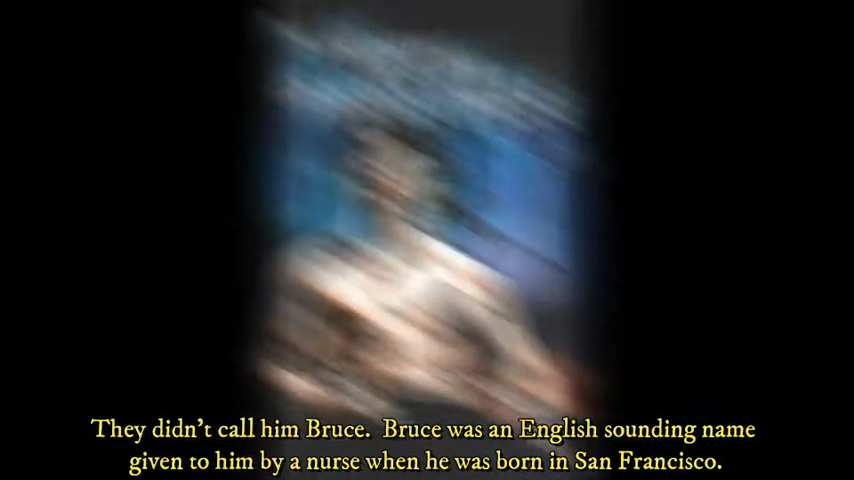 They didn't call him Bruce.  Bruce was an English sounding name
given to him by a nurse when he was born in San Francisco.